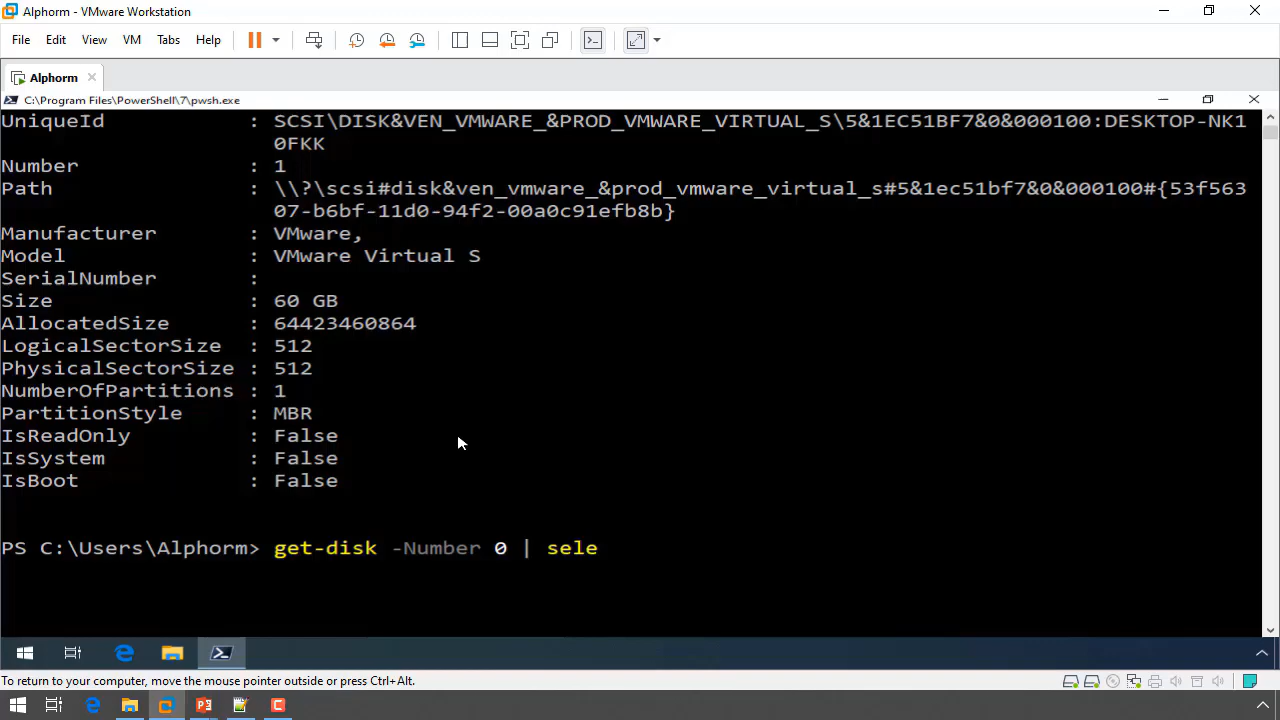 Alphorm - VMware Workstation
File Edit View VM Tabs Help
Alphorm
C:\Program Files\PowerShell\7\pwsh.exe
UniqueId : SCSI\DISK&VEN_VMWARE_&PROD_VMWARE_VIRTUAL_S\5&1EC51BF7&0&000100:DESKTOP-NK1
0FKK
Number : 1
Path : \\?\scsi#disk&ven_vmware_&prod_vmware_virtual_s#5&1ec51bf7&0&000100#{53f563
07-b6bf-11d0-94f2-00a0c91efb8b}
Manufacturer : VMware,
Model : VMware Virtual S
SerialNumber :
Size : 60 GB
AllocatedSize : 64423460864
LogicalSectorSize : 512
PhysicalSectorSize : 512
NumberOfPartitions : 1
PartitionStyle : MBR
IsReadOnly : False
IsSystem : False
IsBoot : False
PS C:\Users\Alphorm> get-disk -Number 0 | sele
To return to your computer, move the mouse pointer outside or press Ctrl+Alt.